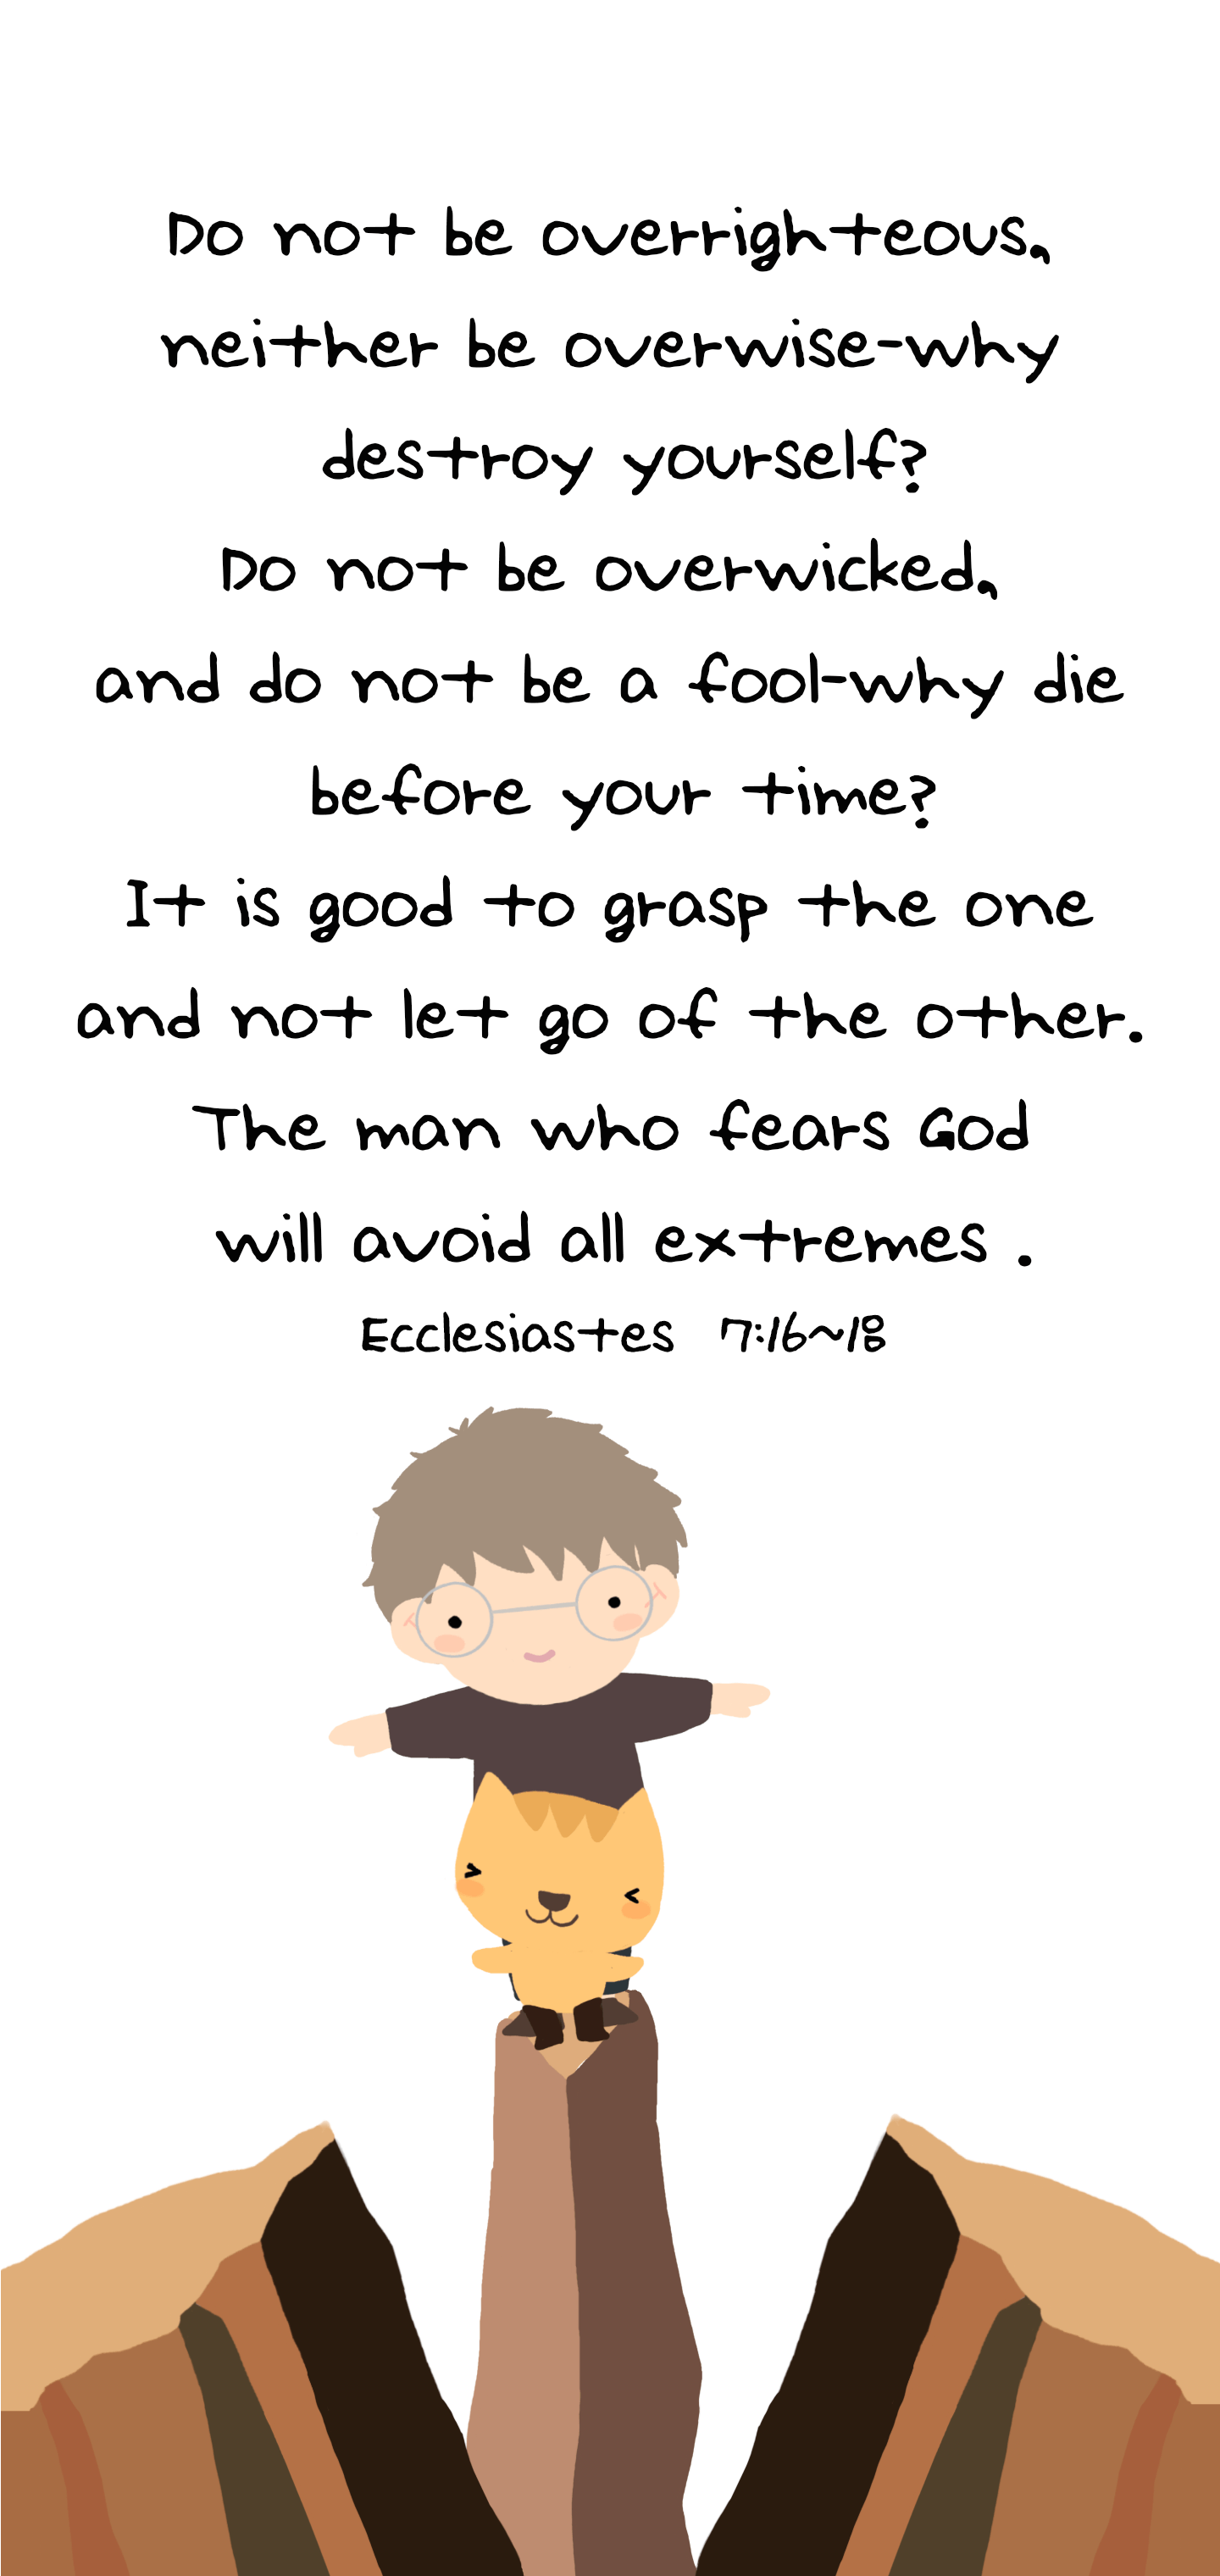 Do not be overrighteous,
neither be overwise-why
destroy yourself?
Do not be overwicked,
and do not be a fool-why die
before your time?
It is good to grasp the one
and not let go of the other.
The man who fears God
will avoid all extremes .
Ecclesiastes 7:16~18